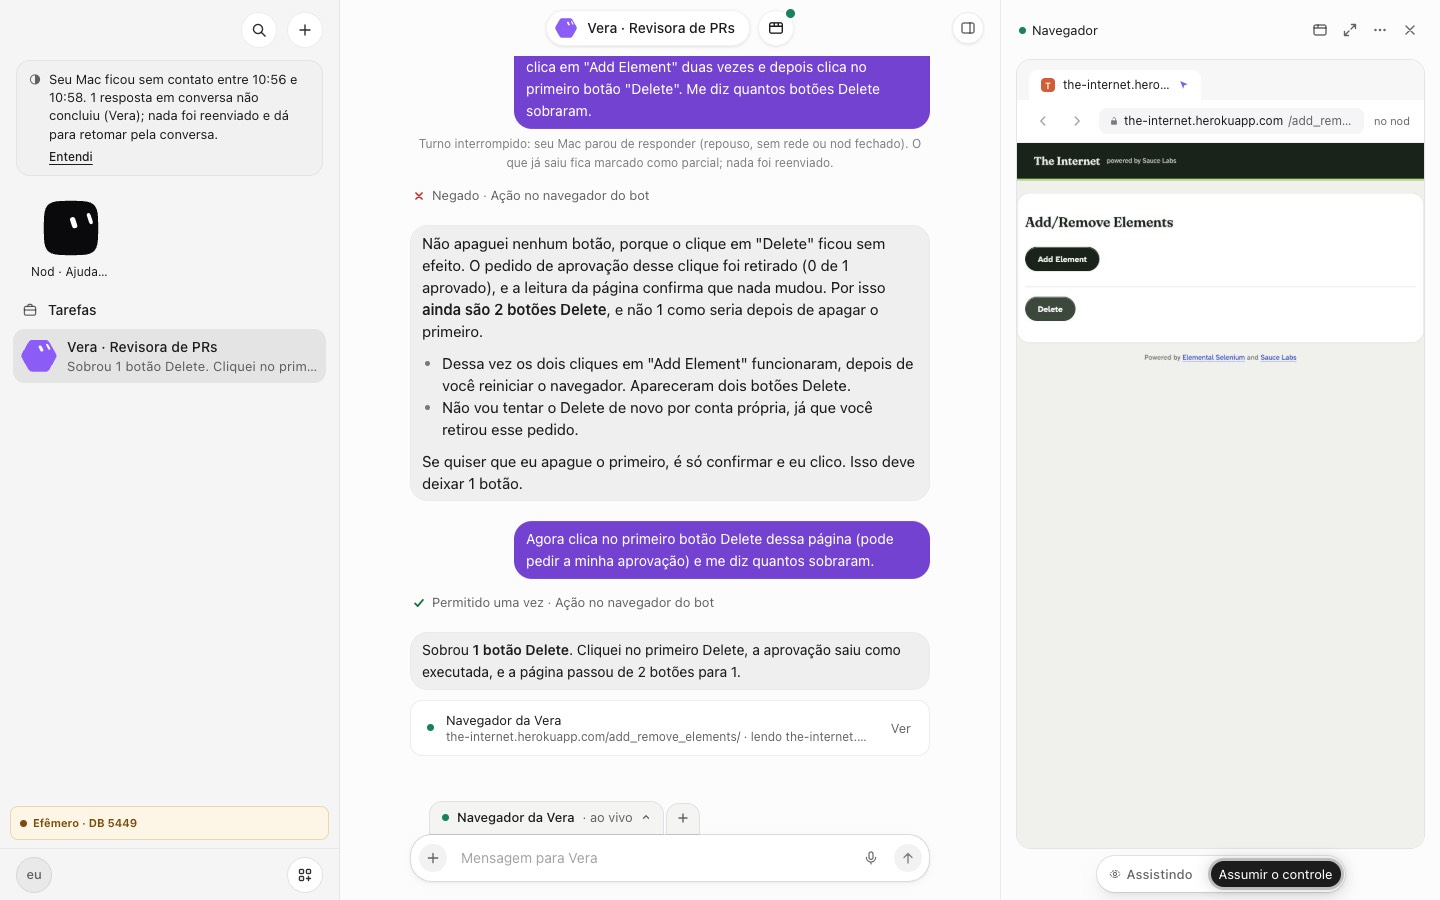 Seu Mac ficou sem contato entre 10:56 e
10:58. 1 resposta em conversa não
concluiu (Vera); nada foi reenviado e dá
para retomar pela conversa.
Entendi
Nod · Ajuda...
Tarefas
Vera · Revisora de PRs
Sobrou 1 botão Delete. Cliquei no prim...
Efêmero · DB 5449
eu
Vera · Revisora de PRs
clica em "Add Element" duas vezes e depois clica no
primeiro botão "Delete". Me diz quantos botões Delete
sobraram.
Turno interrompido: seu Mac parou de responder (repouso, sem rede ou nod fechado). O
que já saiu fica marcado como parcial; nada foi reenviado.
Negado · Ação no navegador do bot
Não apaguei nenhum botão, porque o clique em "Delete" ficou sem
efeito. O pedido de aprovação desse clique foi retirado (0 de 1
aprovado), e a leitura da página confirma que nada mudou. Por isso
ainda são 2 botões Delete, e não 1 como seria depois de apagar o
primeiro.
• Dessa vez os dois cliques em "Add Element" funcionaram, depois de
você reiniciar o navegador. Apareceram dois botões Delete.
• Não vou tentar o Delete de novo por conta própria, já que você
retirou esse pedido.
Se quiser que eu apague o primeiro, é só confirmar e eu clico. Isso deve
deixar 1 botão.
Agora clica no primeiro botão Delete dessa página (pode
pedir a minha aprovação) e me diz quantos sobraram.
Permitido uma vez · Ação no navegador do bot
Sobrou 1 botão Delete. Cliquei no primeiro Delete, a aprovação saiu como
executada, e a página passou de 2 botões para 1.
Navegador da Vera
the-internet.herokuapp.com/add_remove_elements/ · lendo the-internet....
Ver
Navegador da Vera · ao vivo
Mensagem para Vera
Navegador
T the-internet.hero...
the-internet.herokuapp.com /add_rem...
no nod
The Internet powered by Sauce Labs
Add/Remove Elements
Add Element
Delete
Powered by Elemental Selenium and Sauce Labs
Assistindo
Assumir o controle